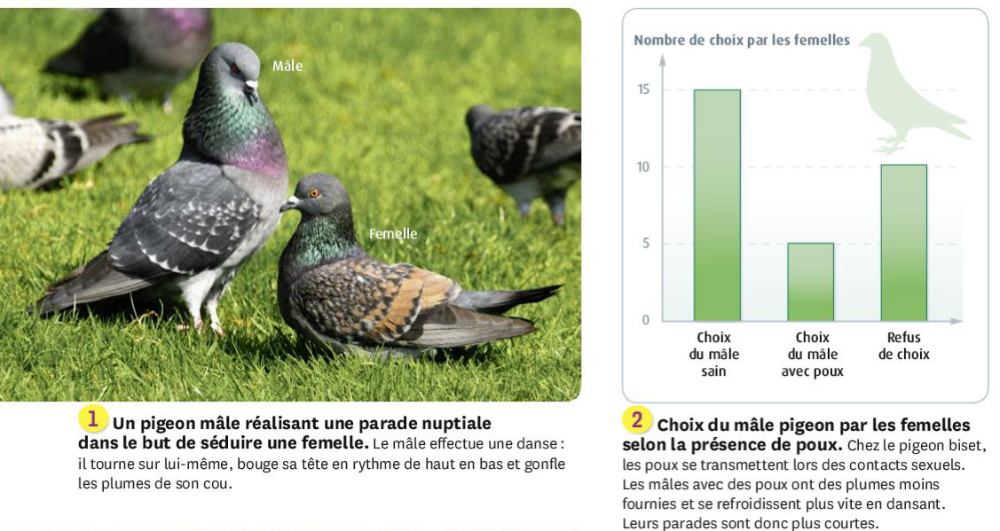 Mâle
Femelle
1 Un pigeon mâle réalisant une parade nuptiale
dans le but de séduire une femelle. Le mâle effectue une danse :
il tourne sur lui-même, bouge sa tête en rythme de haut en bas et gonfle
les plumes de son cou.
Nombre de choix par les femelles
15
10
5
0
Choix
du mâle
sain
Choix
du mâle
avec poux
Refus
de choix
2 Choix du mâle pigeon par les femelles
selon la présence de poux. Chez le pigeon biset,
les poux se transmettent lors des contacts sexuels.
Les mâles avec des poux ont des plumes moins
fournies et se refroidissent plus vite en dansant.
Leurs parades sont donc plus courtes.